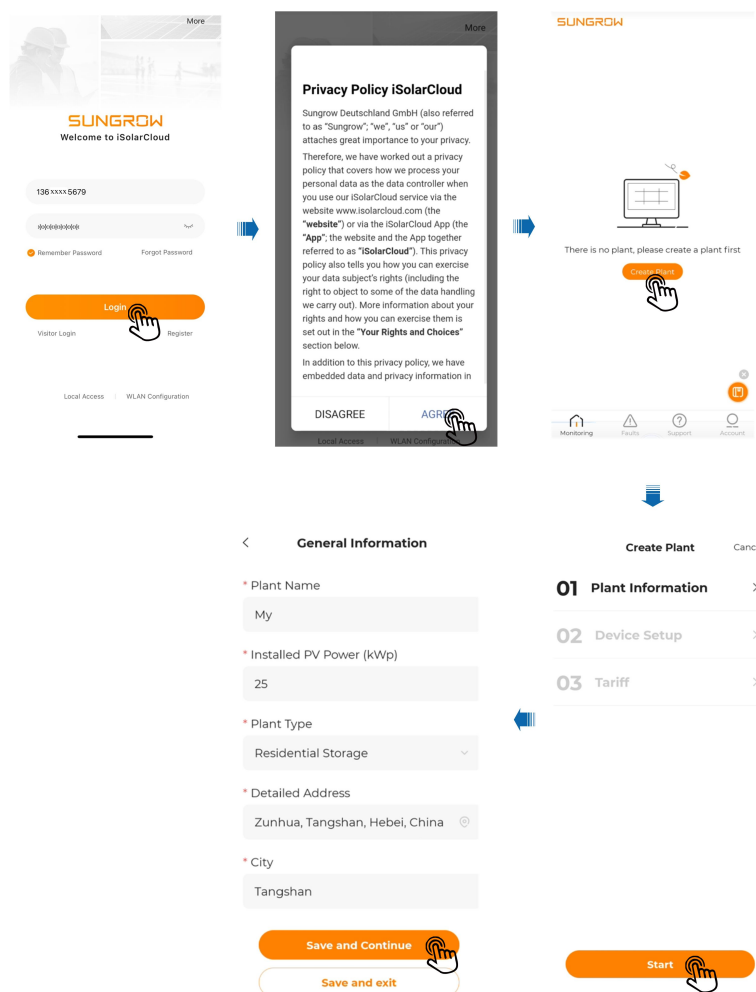 More
SUNGROW
Welcome to iSolarCloud
136 xxxx 5679
********
Remember Password
Forgot Password
Login
Visitor Login
Register
Local Access
WLAN Configuration
More
Privacy Policy iSolarCloud
Sungrow Deutschland GmbH (also referred
to as “Sungrow”; “we”, “us” or “our”)
attaches great importance to your privacy.
Therefore, we have worked out a privacy
policy that covers how we process your
personal data as the data controller when
you use our iSolarCloud service via the
website www.isolarcloud.com (the
“website”) or via the iSolarCloud App (the
“App”; the website and the App together
referred to as “iSolarCloud”). This privacy
policy also tells you how you can exercise
your data subject's rights (including the
right to object to some of the data handling
we carry out). More information about your
rights and how you can exercise them is
set out in the “Your Rights and Choices”
section below.
In addition to this privacy policy, we have
embedded data and privacy information in
DISAGREE
AGRE
Local Access
WLAN Configuration
SUNGROW
There is no plant, please create a plant first
Create Plant
Monitoring
Faults
Support
Account
Create Plant
Canc
01 Plant Information
02 Device Setup
03 Tariff
Start
General Information
* Plant Name
My
* Installed PV Power (kWp)
25
* Plant Type
Residential Storage
* Detailed Address
Zunhua, Tangshan, Hebei, China
* City
Tangshan
Save and Continue
Save and exit